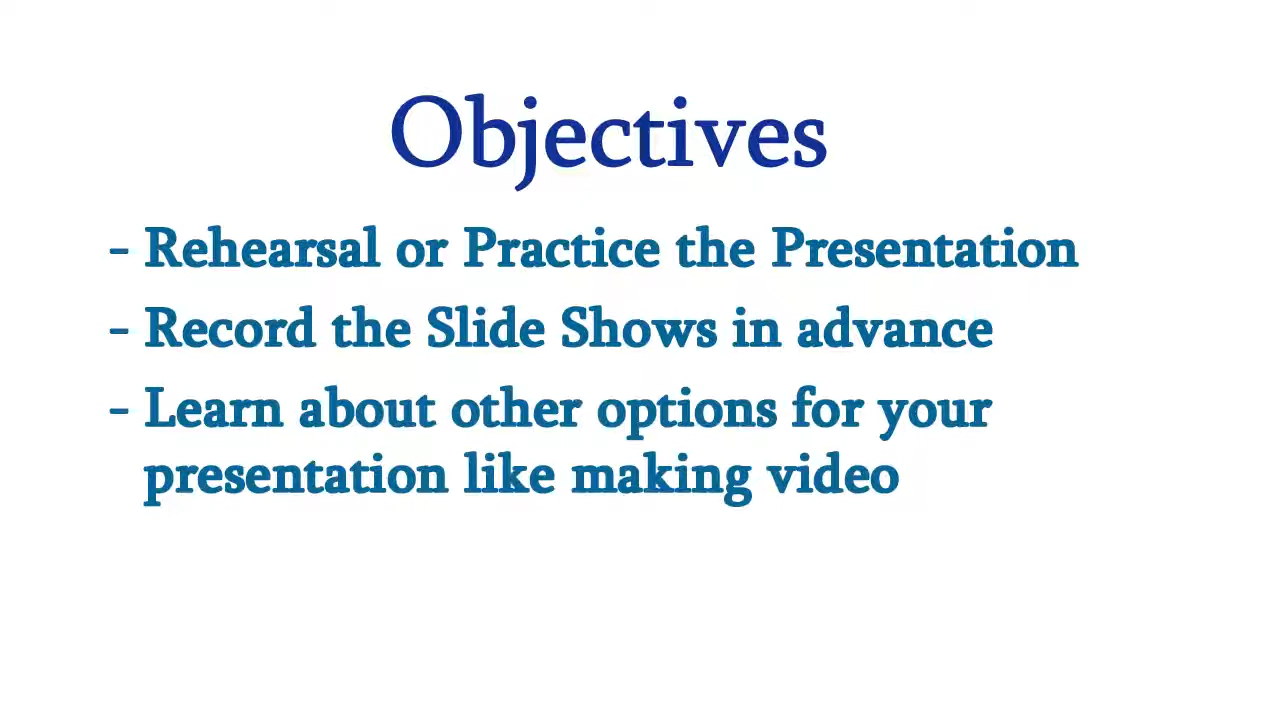 Objectives
- Rehearsal or Practice the Presentation
- Record the Slide Shows in advance
- Learn about other options for your
presentation like making video